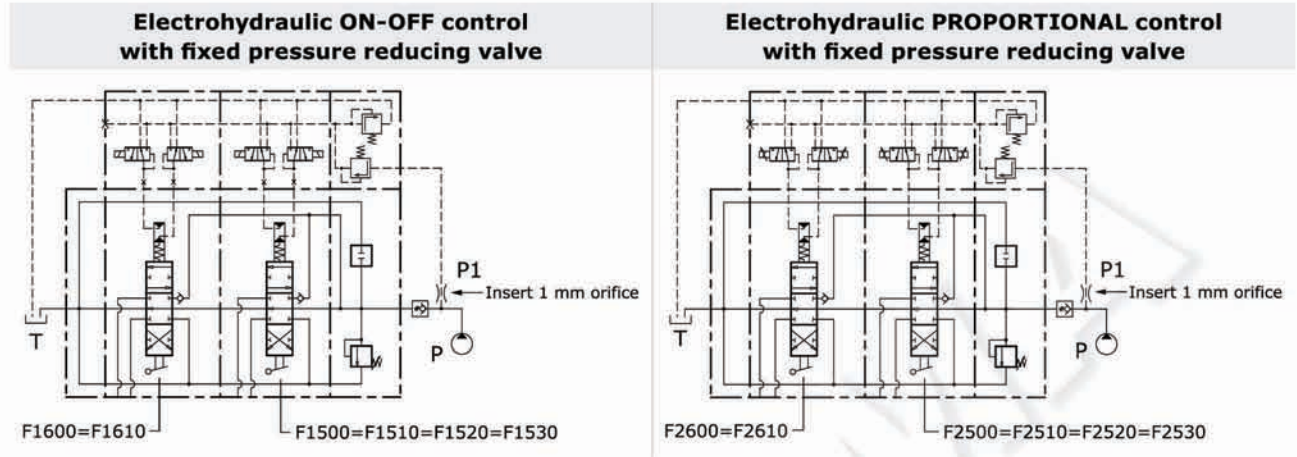 Electrohydraulic ON-OFF control
with fixed pressure reducing valve
P1
Insert 1 mm orifice
T
P
F1600=F1610
F1500=F1510=F1520=F1530
Electrohydraulic PROPORTIONAL control
with fixed pressure reducing valve
P1
Insert 1 mm orifice
T
P
F2600=F2610
F2500=F2510=F2520=F2530